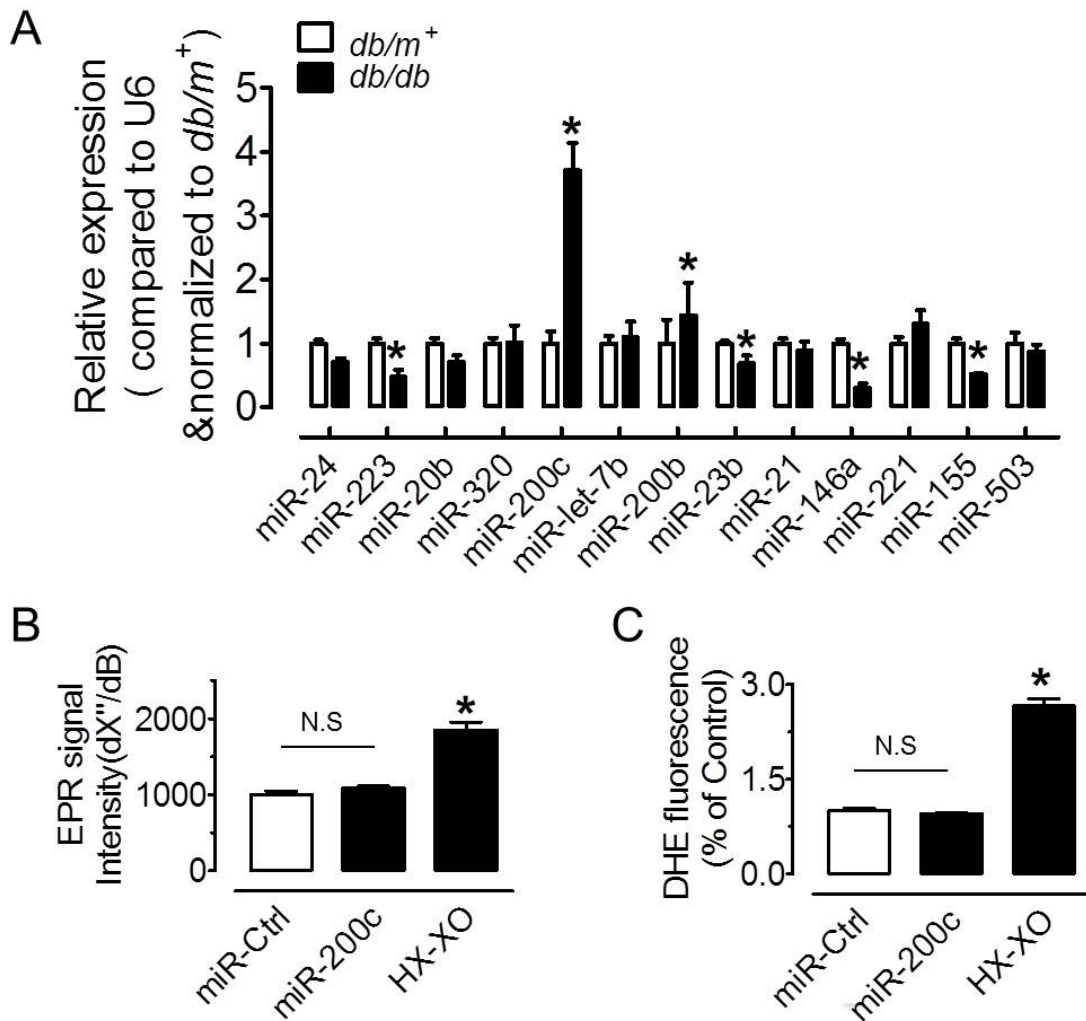 A
db/m+
db/db
Relative expression
( compared to U6
&normalized to db/m+)
5
4
3
2
1
0
*
*
*
*
*
*
miR-24
miR-223
miR-20b
miR-320
miR-200c
miR-let-7b
miR-200b
miR-23b
miR-21
miR-146a
miR-221
miR-155
miR-503
B
EPR signal
Intensity(dX"/dB)
2000
1000
0
N.S
*
miR-Ctrl
miR-200c
HX-XO
C
DHE fluorescence
(% of Control)
3.0
1.5
0.0
N.S
*
miR-Ctrl
miR-200c
HX-XO